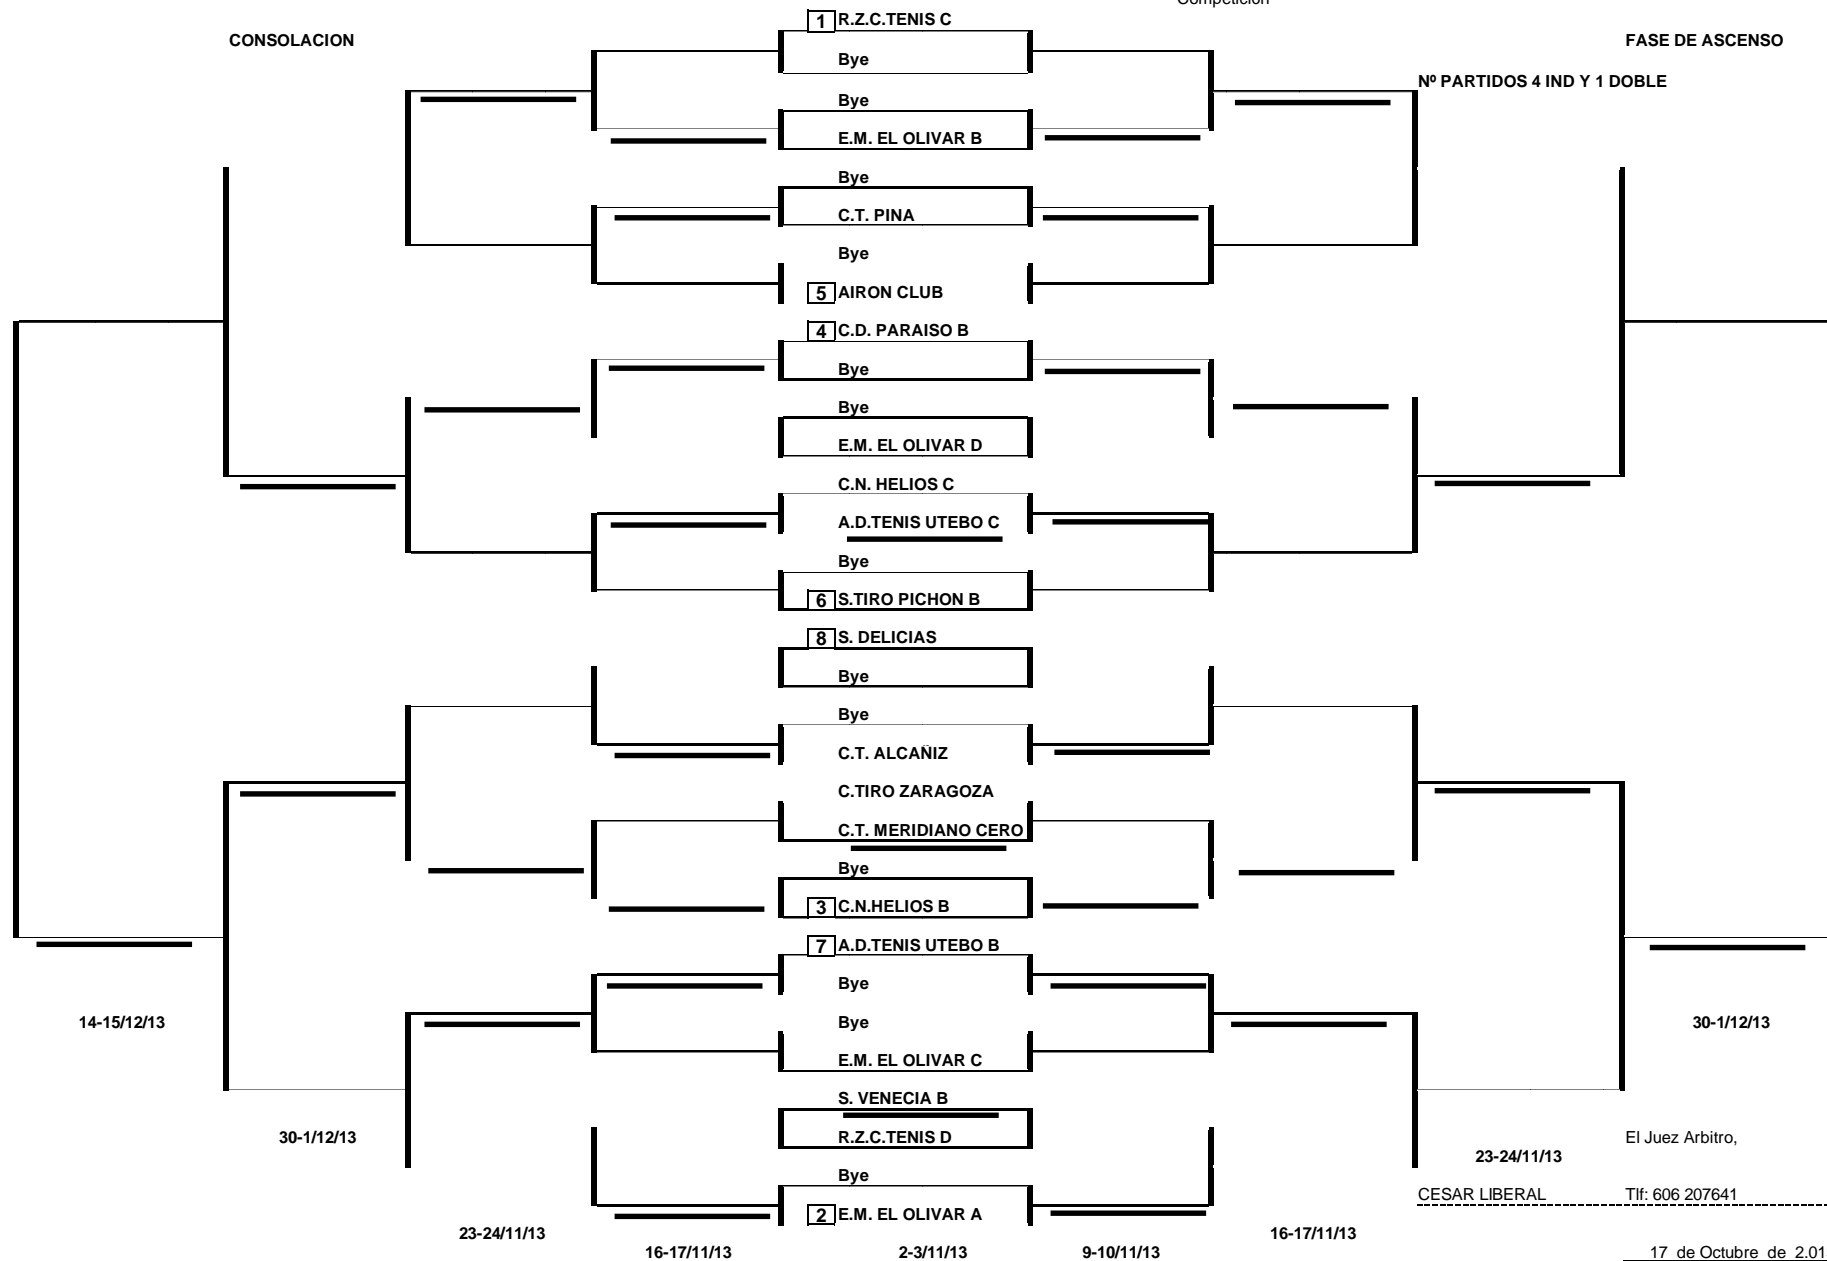 Competición
1 R.Z.C.TENIS C
CONSOLACION
FASE DE ASCENSO
Bye
Nº PARTIDOS 4 IND Y 1 DOBLE
Bye
E.M. EL OLIVAR B
Bye
C.T. PINA
Bye
5 AIRON CLUB
4 C.D. PARAISO B
Bye
Bye
E.M. EL OLIVAR D
C.N. HELIOS C
A.D.TENIS UTEBO C
Bye
6 S.TIRO PICHON B
8 S. DELICIAS
Bye
Bye
C.T. ALCAÑIZ
C.TIRO ZARAGOZA
C.T. MERIDIANO CERO
Bye
3 C.N.HELIOS B
7 A.D.TENIS UTEBO B
Bye
14-15/12/13
Bye
30-1/12/13
E.M. EL OLIVAR C
S. VENECIA B
30-1/12/13
R.Z.C.TENIS D
El Juez Arbitro,
23-24/11/13
Bye
CESAR LIBERAL
Tlf: 606 207641
2 E.M. EL OLIVAR A
23-24/11/13
16-17/11/13
16-17/11/13
2-3/11/13
9-10/11/13
17 de Octubre de 2.01